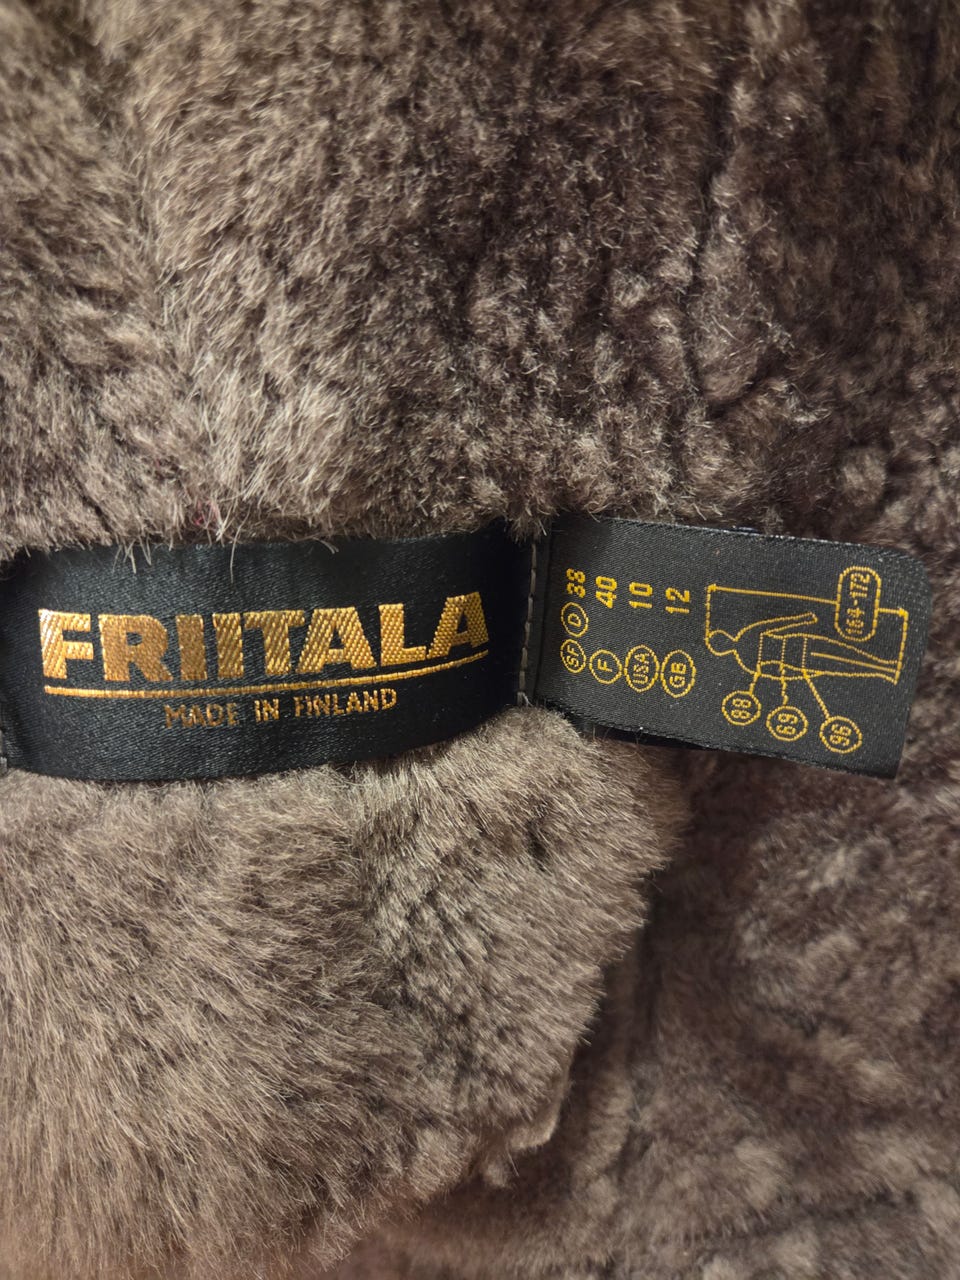 FRIITALA
MADE IN FINLAND
SF D 38
F 40
USA 10
GB 12
164-172
88
69
96